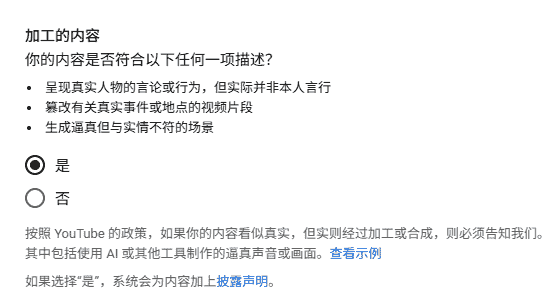 加工的内容
你的内容是否符合以下任何一项描述？
• 呈现真实人物的言论或行为，但实际并非本人言行
• 篡改有关真实事件或地点的视频片段
• 生成逼真但与实情不符的场景
是
否
按照 YouTube 的政策，如果你的内容看似真实，但实则经过加工或合成，则必须告知我们。
其中包括使用 AI 或其他工具制作的逼真声音或画面。查看示例
如果选择“是”，系统会为内容加上披露声明。